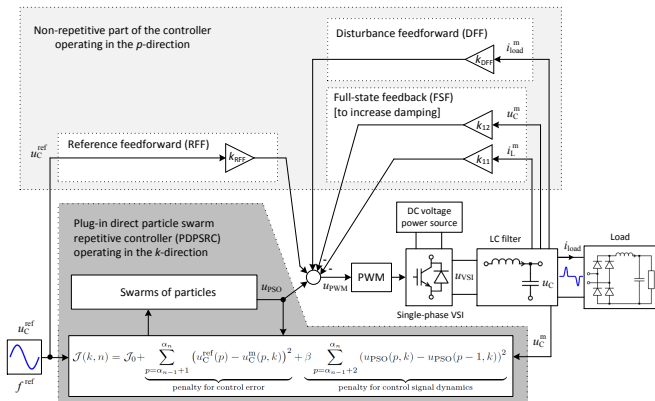 Non-repetitive part of the controller
operating in the p-direction
Disturbance feedforward (DFF)
k_DFF
i_load^m
Full-state feedback (FSF)
[to increase damping]
k_12
u_C^m
k_11
i_L^m
u_C^ref
Reference feedforward (RFF)
k_RFF
Plug-in direct particle swarm
repetitive controller (PDPSRC)
operating in the k-direction
DC voltage
power source
LC filter
Load
i_load
-
-
u_PSO
u_PWM
PWM
u_VSI
u_C
Single-phase VSI
Swarms of particles
u_C^ref
f^ref
u_C^m
𝒥(k, n) = 𝒥_0 + ∑_{p=α_{n−1}+1}^{α_n} (u_C^ref(p) − u_C^m(p, k))^2 + β ∑_{p=α_{n−1}+2}^{α_n} (u_PSO(p, k) − u_PSO(p − 1, k))^2
penalty for control error
penalty for control signal dynamics